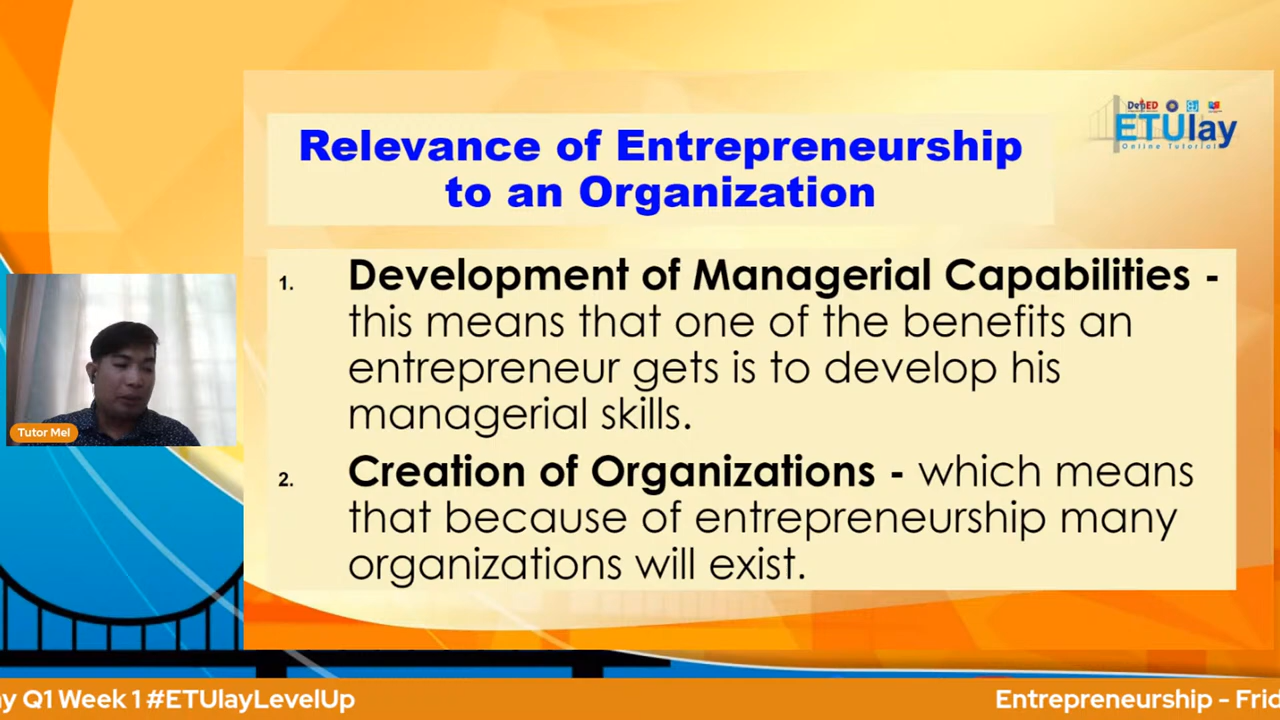 DepED
ETUlay
Online Tutorial
Relevance of Entrepreneurship
to an Organization
1. Development of Managerial Capabilities -
this means that one of the benefits an
entrepreneur gets is to develop his
managerial skills.
2. Creation of Organizations - which means
that because of entrepreneurship many
organizations will exist.
Tutor Mel
y Q1 Week 1 #ETUlayLevelUp
Entrepreneurship - Frid